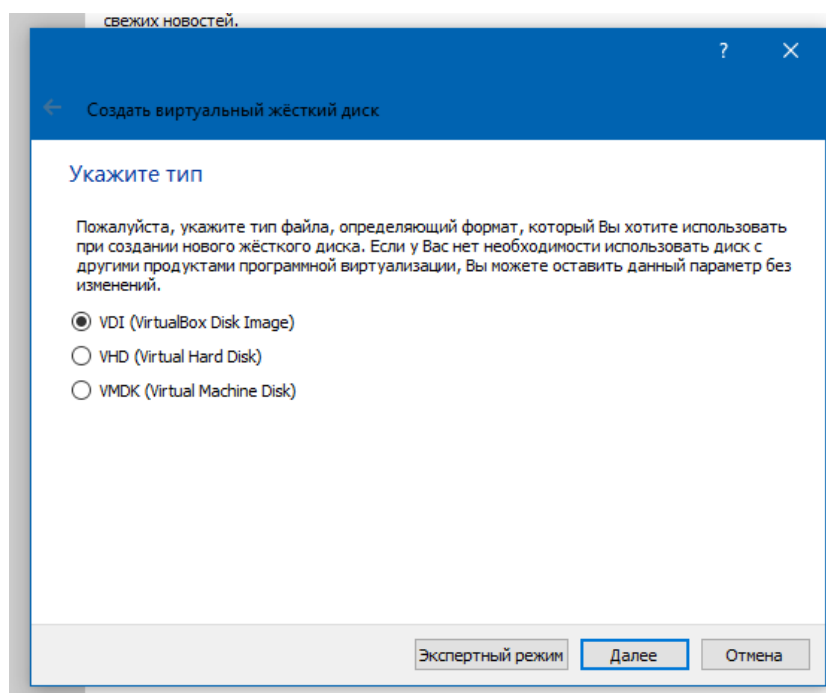 свежих новостей.
?
Создать виртуальный жёсткий диск
Укажите тип
Пожалуйста, укажите тип файла, определяющий формат, который Вы хотите использовать
при создании нового жёсткого диска. Если у Вас нет необходимости использовать диск с
другими продуктами программной виртуализации, Вы можете оставить данный параметр без
изменений.
VDI (VirtualBox Disk Image)
VHD (Virtual Hard Disk)
VMDK (Virtual Machine Disk)
Экспертный режим Далее Отмена